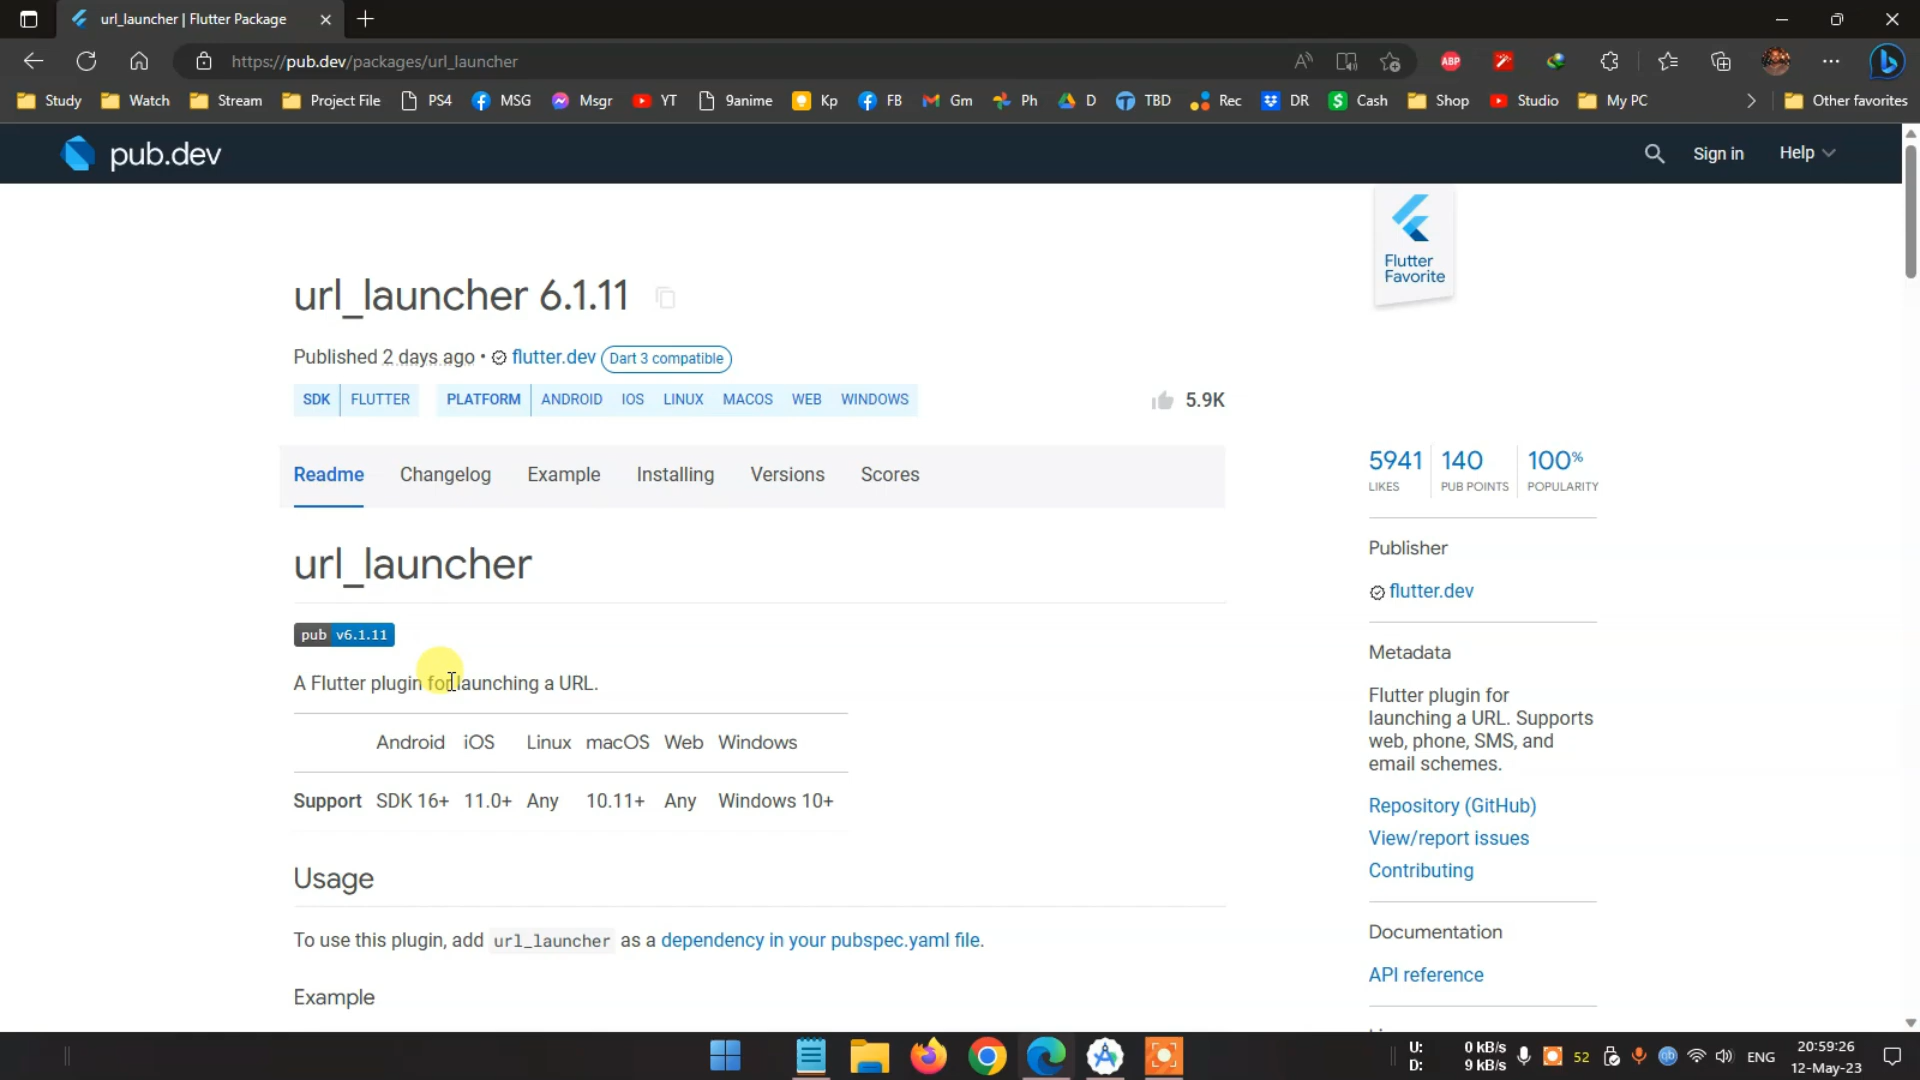 url_launcher | Flutter Package
https://pub.dev/packages/url_launcher
ABP
Study Watch Stream Project File PS4 MSG Msgr YT 9anime Kp FB Gm Ph D TBD Rec DR Cash Shop Studio My PC Other favorites
pub.dev Sign in Help
Flutter
Favorite
url_launcher 6.1.11
Published 2 days ago • flutter.dev Dart 3 compatible
SDK FLUTTER PLATFORM ANDROID IOS LINUX MACOS WEB WINDOWS 5.9K
Readme Changelog Example Installing Versions Scores
url_launcher
pub v6.1.11
A Flutter plugin for launching a URL.
Android iOS Linux macOS Web Windows
Support SDK 16+ 11.0+ Any 10.11+ Any Windows 10+
Usage
To use this plugin, add url_launcher as a dependency in your pubspec.yaml file.
Example
5941 140 100%
LIKES PUB POINTS POPULARITY
Publisher
flutter.dev
Metadata
Flutter plugin for
launching a URL. Supports
web, phone, SMS, and
email schemes.
Repository (GitHub)
View/report issues
Contributing
Documentation
API reference
U: 0 kB/s
D: 9 kB/s
52
ENG
20:59:26
12-May-23